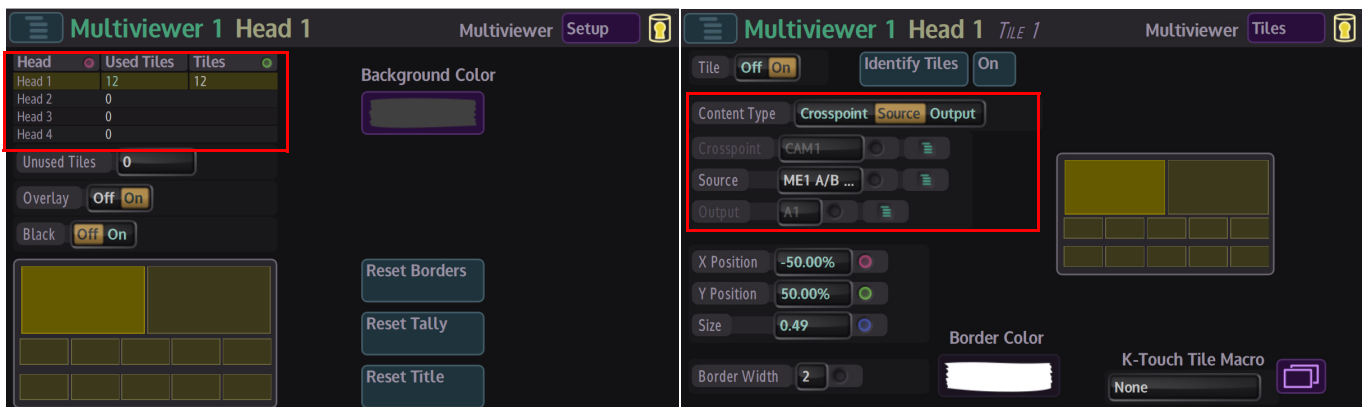 Multiviewer 1 Head 1
Multiviewer Setup
Head Used Tiles Tiles
Head 1 12 12
Head 2 0
Head 3 0
Head 4 0
Unused Tiles 0
Overlay Off On
Black Off On
Background Color
Reset Borders
Reset Tally
Reset Title
Multiviewer 1 Head 1 TILE 1
Multiviewer Tiles
Tile Off On
Identify Tiles On
Content Type Crosspoint Source Output
Crosspoint CAM1
Source ME1 A/B ...
Output A1
X Position -50.00%
Y Position 50.00%
Size 0.49
Border Width 2
Border Color
K-Touch Tile Macro
None